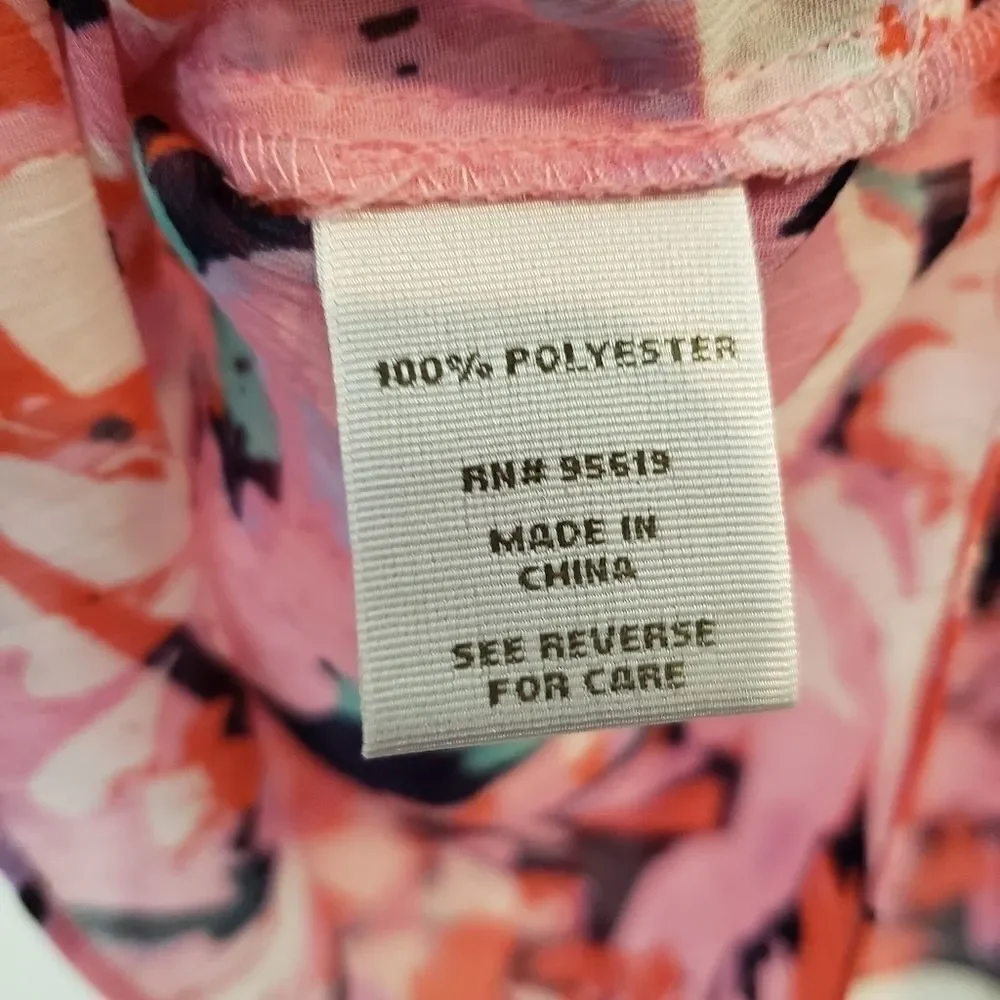 100% POLYESTER
RN# 95619
MADE IN
CHINA
SEE REVERSE
FOR CARE